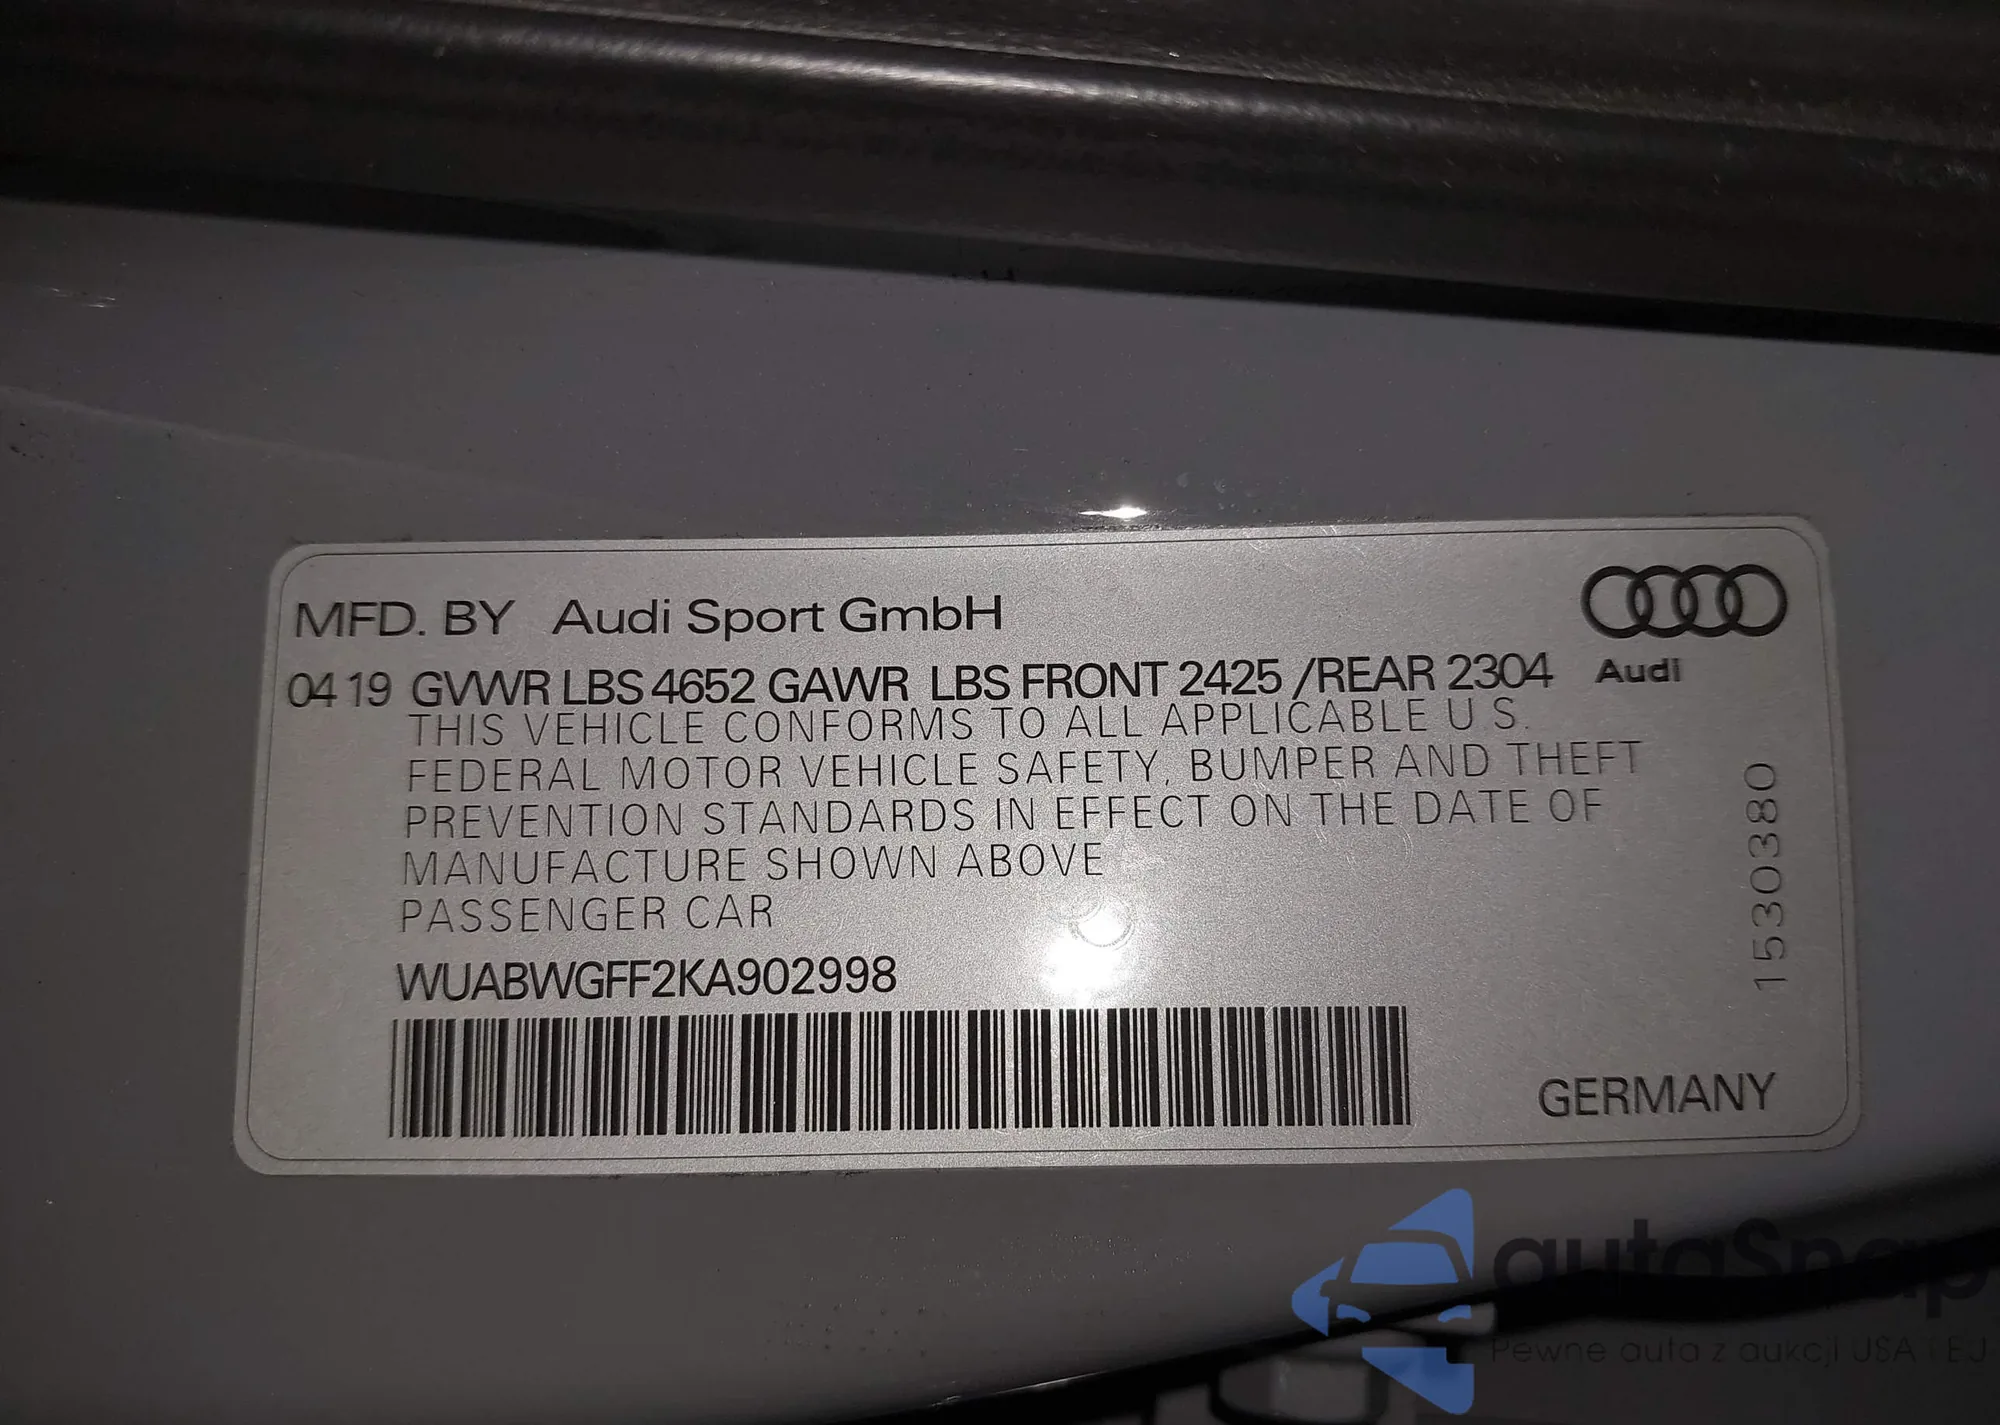 MFD. BY Audi Sport GmbH
04 19 GVWR LBS 4652 GAWR LBS FRONT 2425 /REAR 2304
Audi
THIS VEHICLE CONFORMS TO ALL APPLICABLE U S.
FEDERAL MOTOR VEHICLE SAFETY, BUMPER AND THEFT
PREVENTION STANDARDS IN EFFECT ON THE DATE OF
MANUFACTURE SHOWN ABOVE
PASSENGER CAR
WUABWGFF2KA902998
1530380
GERMANY
autaSnap
Pewne auta z aukcji USA i EU